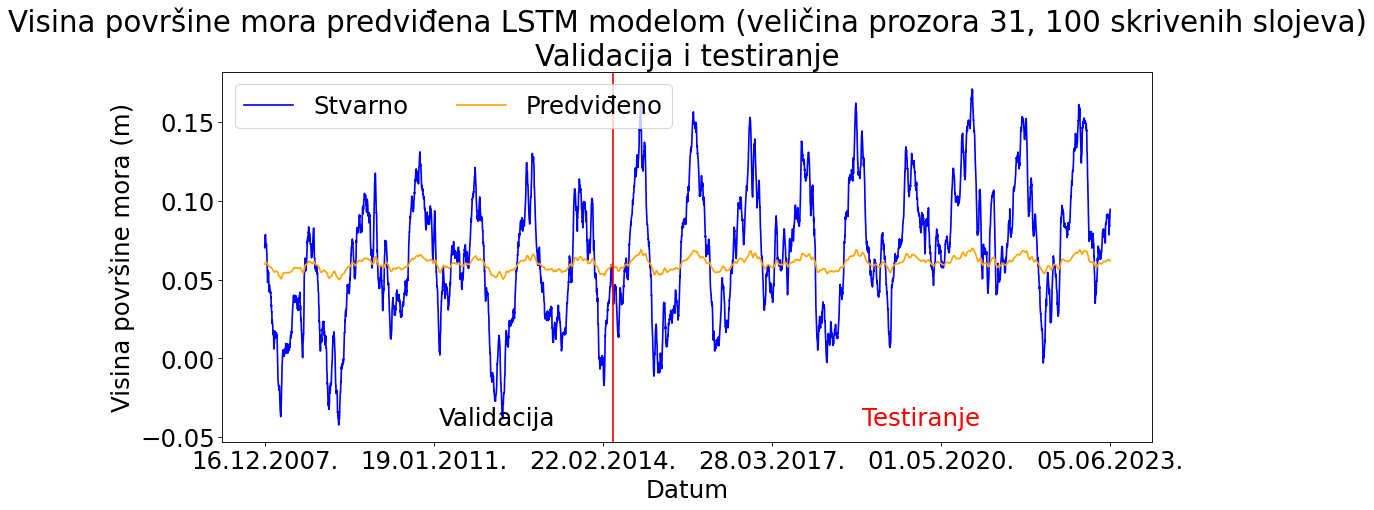 Visina površine mora predviđena LSTM modelom (veličina prozora 31, 100 skrivenih slojeva)
Validacija i testiranje
Stvarno
Predviđeno
Visina površine mora (m)
0.15
0.10
0.05
0.00
−0.05
Validacija
Testiranje
16.12.2007.
19.01.2011.
22.02.2014.
28.03.2017.
01.05.2020.
05.06.2023.
Datum